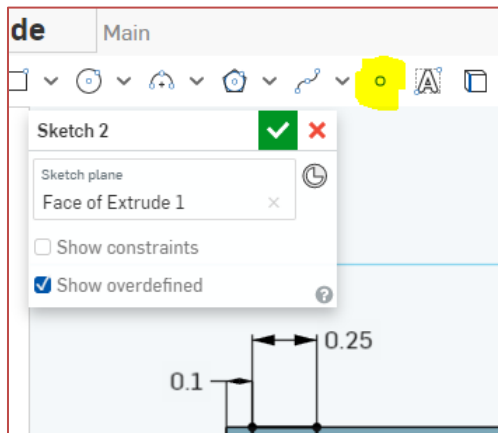 de Main
A
Sketch 2
Sketch plane
Face of Extrude 1
Show constraints
Show overdefined
?
0.25
0.1